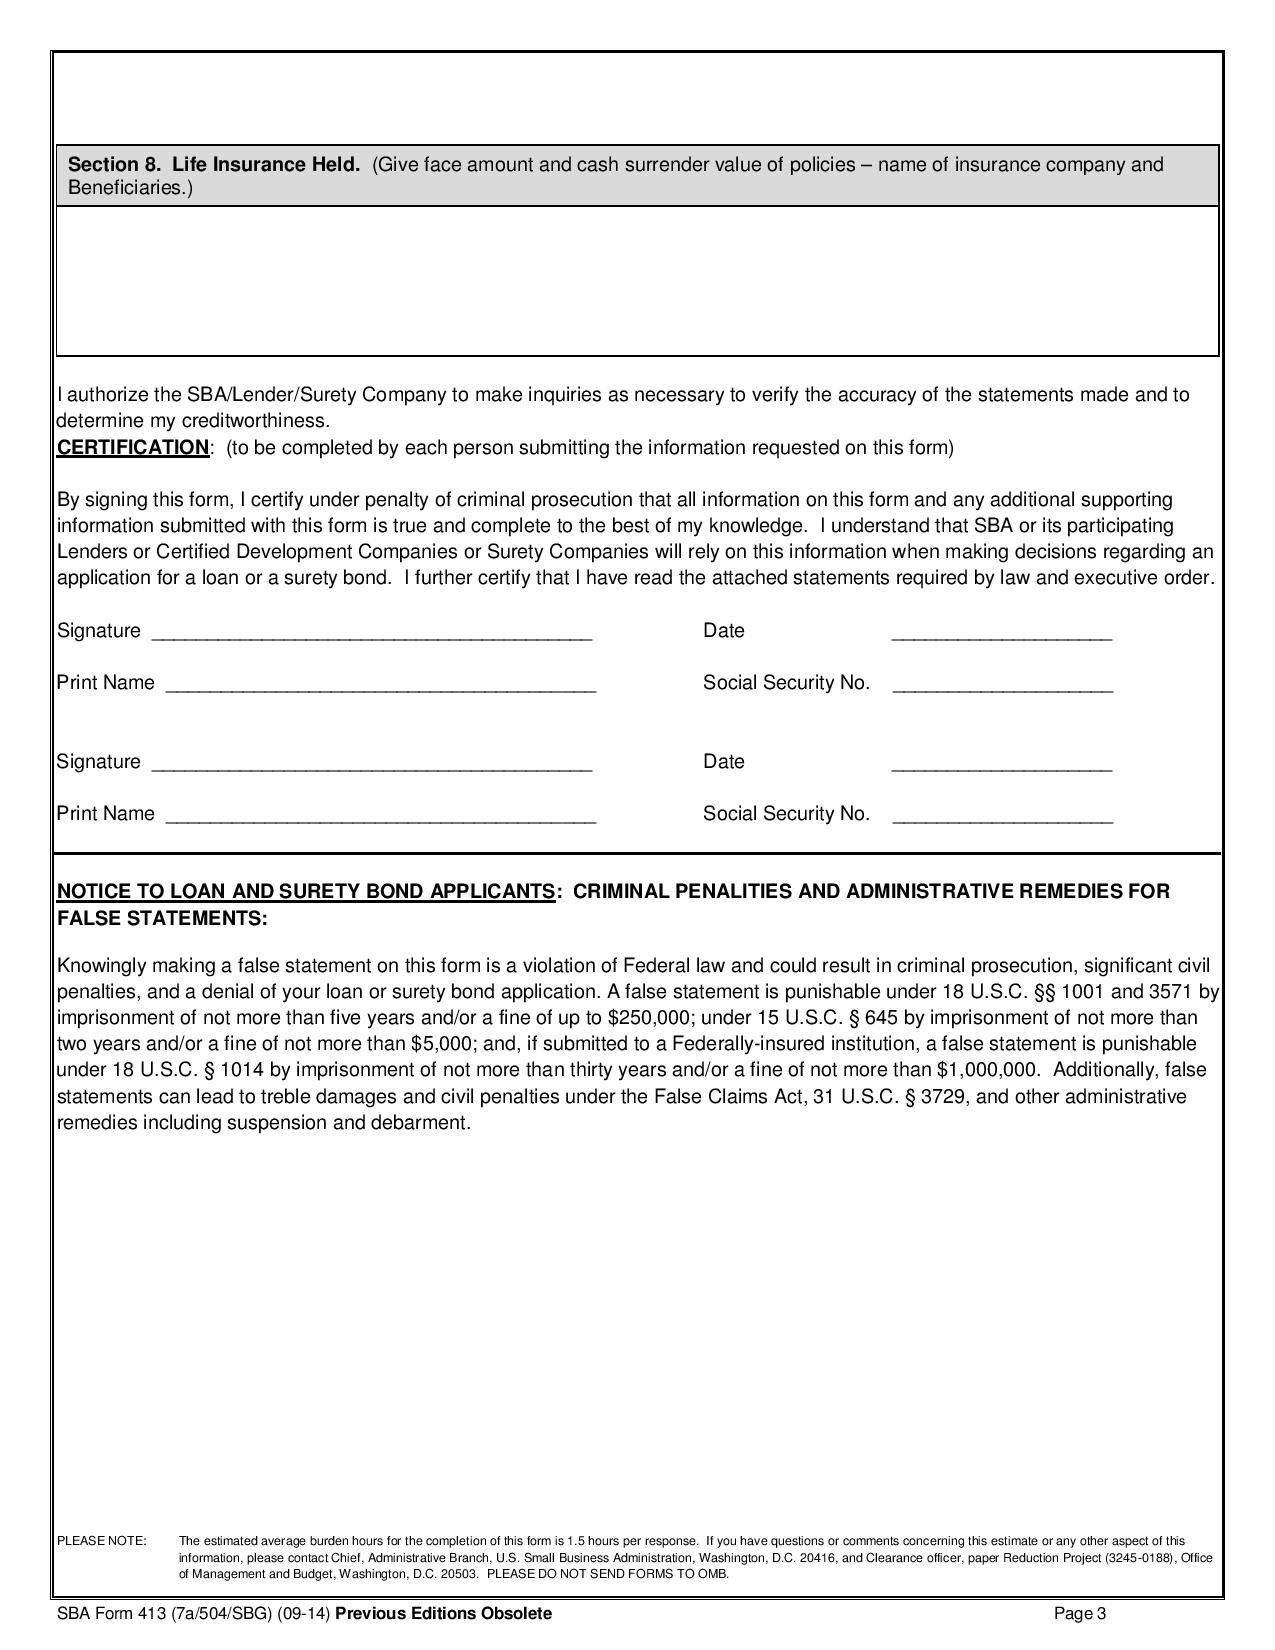 Section 8.  Life Insurance Held.  (Give face amount and cash surrender value of policies – name of insurance company and
Beneficiaries.)
I authorize the SBA/Lender/Surety Company to make inquiries as necessary to verify the accuracy of the statements made and to
determine my creditworthiness.
CERTIFICATION:  (to be completed by each person submitting the information requested on this form)
By signing this form, I certify under penalty of criminal prosecution that all information on this form and any additional supporting
information submitted with this form is true and complete to the best of my knowledge.  I understand that SBA or its participating
Lenders or Certified Development Companies or Surety Companies will rely on this information when making decisions regarding an
application for a loan or a surety bond.  I further certify that I have read the attached statements required by law and executive order.
Signature ________________________________________ Date ____________________
Print Name _______________________________________ Social Security No. ____________________
Signature ________________________________________ Date ____________________
Print Name _______________________________________ Social Security No. ____________________
NOTICE TO LOAN AND SURETY BOND APPLICANTS:  CRIMINAL PENALITIES AND ADMINISTRATIVE REMEDIES FOR
FALSE STATEMENTS:
Knowingly making a false statement on this form is a violation of Federal law and could result in criminal prosecution, significant civil
penalties, and a denial of your loan or surety bond application. A false statement is punishable under 18 U.S.C. §§ 1001 and 3571 by
imprisonment of not more than five years and/or a fine of up to $250,000; under 15 U.S.C. § 645 by imprisonment of not more than
two years and/or a fine of not more than $5,000; and, if submitted to a Federally-insured institution, a false statement is punishable
under 18 U.S.C. § 1014 by imprisonment of not more than thirty years and/or a fine of not more than $1,000,000.  Additionally, false
statements can lead to treble damages and civil penalties under the False Claims Act, 31 U.S.C. § 3729, and other administrative
remedies including suspension and debarment.
PLEASE NOTE: The estimated average burden hours for the completion of this form is 1.5 hours per response.  If you have questions or comments concerning this estimate or any other aspect of this
information, please contact Chief, Administrative Branch, U.S. Small Business Administration, Washington, D.C. 20416, and Clearance officer, paper Reduction Project (3245-0188), Office
of Management and Budget, Washington, D.C. 20503.  PLEASE DO NOT SEND FORMS TO OMB.
SBA Form 413 (7a/504/SBG) (09-14) Previous Editions Obsolete Page 3